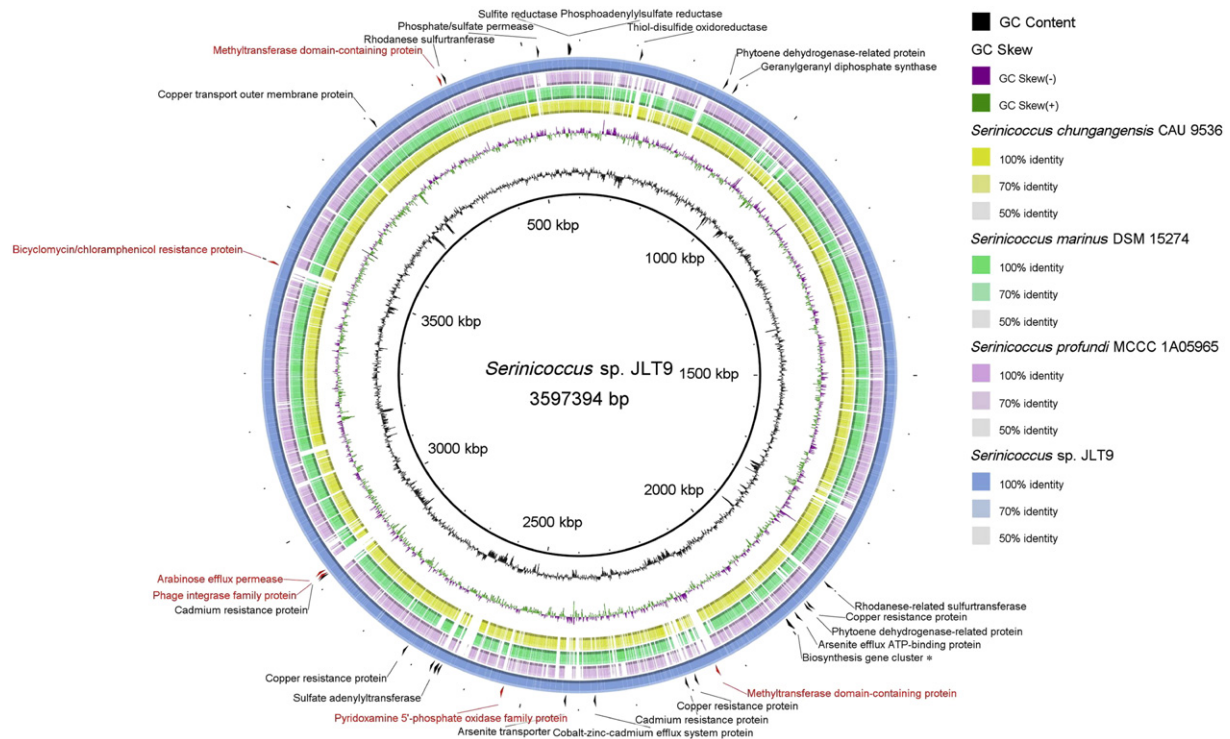 Sulfite reductase
Phosphoadenylylsulfate reductase
Phosphate/sulfate permease
Thiol-disulfide oxidoreductase
Rhodanese sulfurtranferase
Methyltransferase domain-containing protein
Phytoene dehydrogenase-related protein
Geranylgeranyl diphosphate synthase
Copper transport outer membrane protein
Bicyclomycin/chloramphenicol resistance protein
500 kbp
1000 kbp
1500 kbp
2000 kbp
2500 kbp
3000 kbp
3500 kbp
Serinicoccus sp. JLT9
3597394 bp
Arabinose efflux permease
Phage integrase family protein
Cadmium resistance protein
Copper resistance protein
Sulfate adenylyltransferase
Pyridoxamine 5'-phosphate oxidase family protein
Arsenite transporter
Cobalt-zinc-cadmium efflux system protein
Cadmium resistance protein
Copper resistance protein
Methyltransferase domain-containing protein
Rhodanese-related sulfurtransferase
Copper resistance protein
Phytoene dehydrogenase-related protein
Arsenite efflux ATP-binding protein
Biosynthesis gene cluster *
GC Content
GC Skew
GC Skew(-)
GC Skew(+)
Serinicoccus chungangensis CAU 9536
100% identity
70% identity
50% identity
Serinicoccus marinus DSM 15274
100% identity
70% identity
50% identity
Serinicoccus profundi MCCC 1A05965
100% identity
70% identity
50% identity
Serinicoccus sp. JLT9
100% identity
70% identity
50% identity